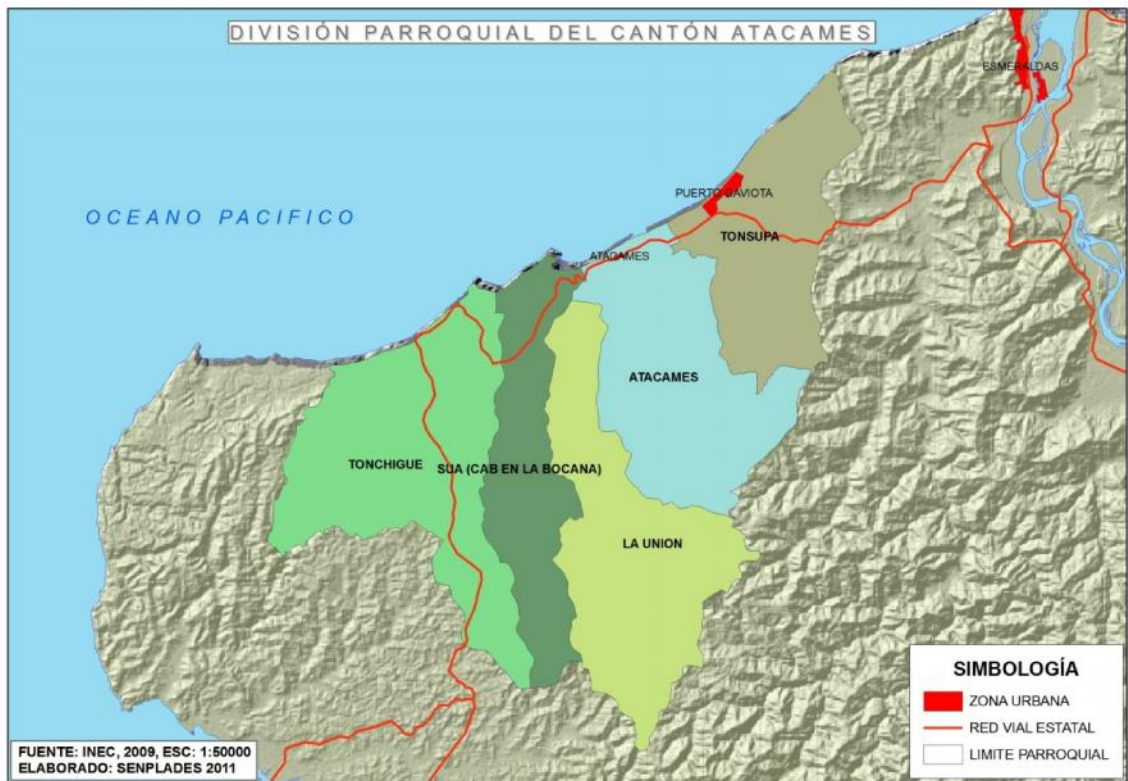 DIVISIÓN PARROQUIAL DEL CANTÓN ATACAMES
ESMERALDAS
PUERTO GAVIOTA
OCEANO PACIFICO
TONSUPA
ATACAMES
ATACAMES
TONCHIGUE
SUA (CAB EN LA BOCANA)
LA UNION
SIMBOLOGÍA
ZONA URBANA
RED VIAL ESTATAL
LIMITE PARROQUIAL
FUENTE: INEC, 2009, ESC: 1:50000
ELABORADO: SENPLADES 2011